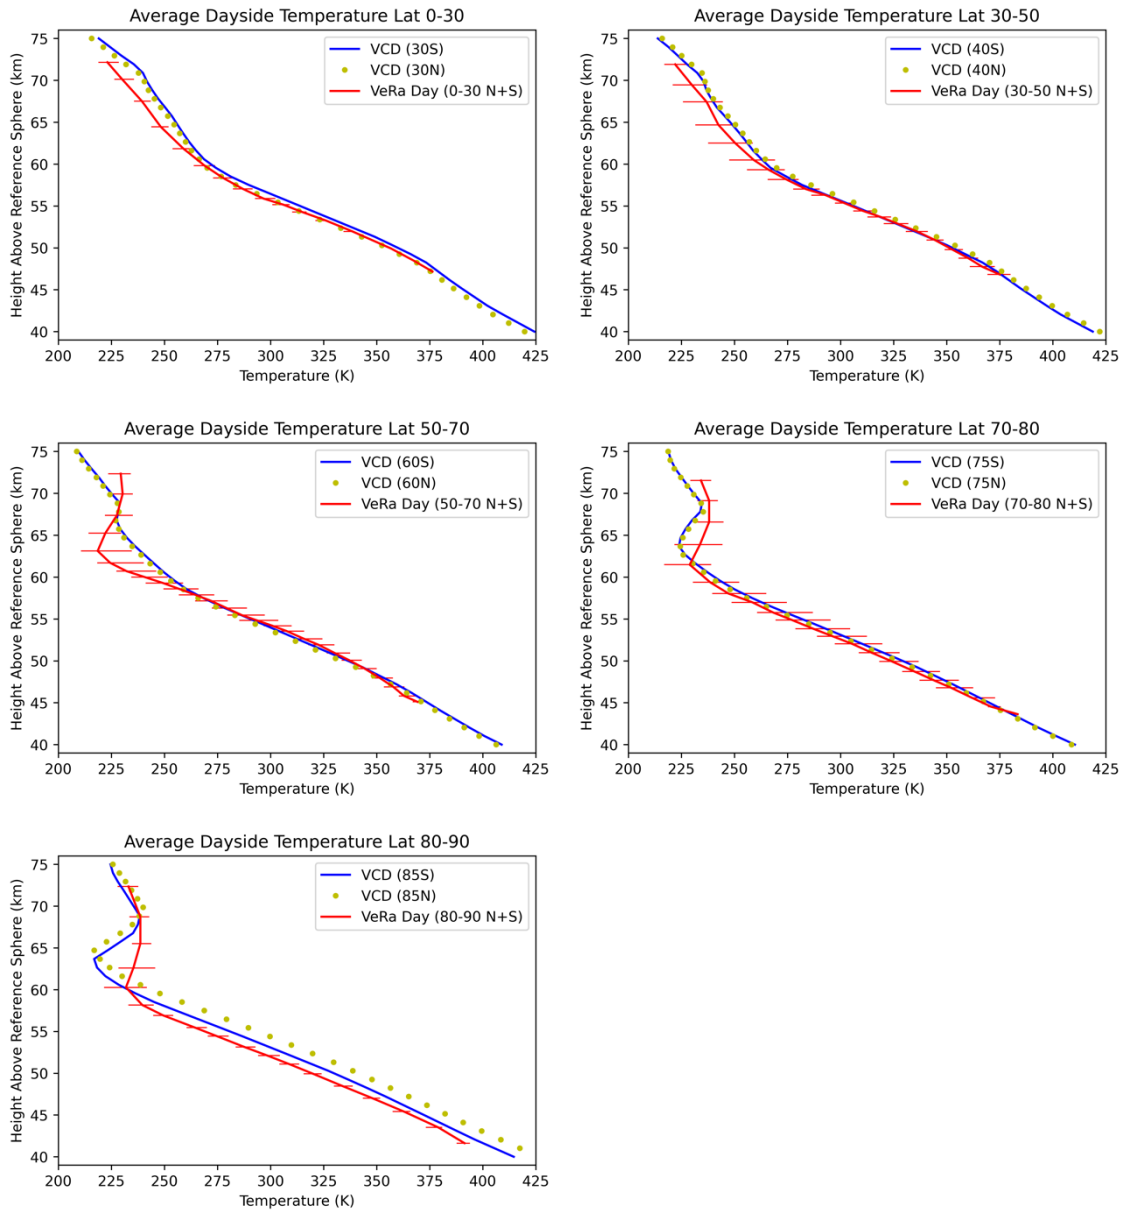 Average Dayside Temperature Lat 0-30
Height Above Reference Sphere (km)
75
70
65
60
55
50
45
40
VCD (30S)
VCD (30N)
VeRa Day (0-30 N+S)
200 225 250 275 300 325 350 375 400 425
Temperature (K)
Average Dayside Temperature Lat 30-50
Height Above Reference Sphere (km)
75
70
65
60
55
50
45
40
VCD (40S)
VCD (40N)
VeRa Day (30-50 N+S)
200 225 250 275 300 325 350 375 400 425
Temperature (K)
Average Dayside Temperature Lat 50-70
Height Above Reference Sphere (km)
75
70
65
60
55
50
45
40
VCD (60S)
VCD (60N)
VeRa Day (50-70 N+S)
200 225 250 275 300 325 350 375 400 425
Temperature (K)
Average Dayside Temperature Lat 70-80
Height Above Reference Sphere (km)
75
70
65
60
55
50
45
40
VCD (75S)
VCD (75N)
VeRa Day (70-80 N+S)
200 225 250 275 300 325 350 375 400 425
Temperature (K)
Average Dayside Temperature Lat 80-90
Height Above Reference Sphere (km)
75
70
65
60
55
50
45
40
VCD (85S)
VCD (85N)
VeRa Day (80-90 N+S)
200 225 250 275 300 325 350 375 400 425
Temperature (K)